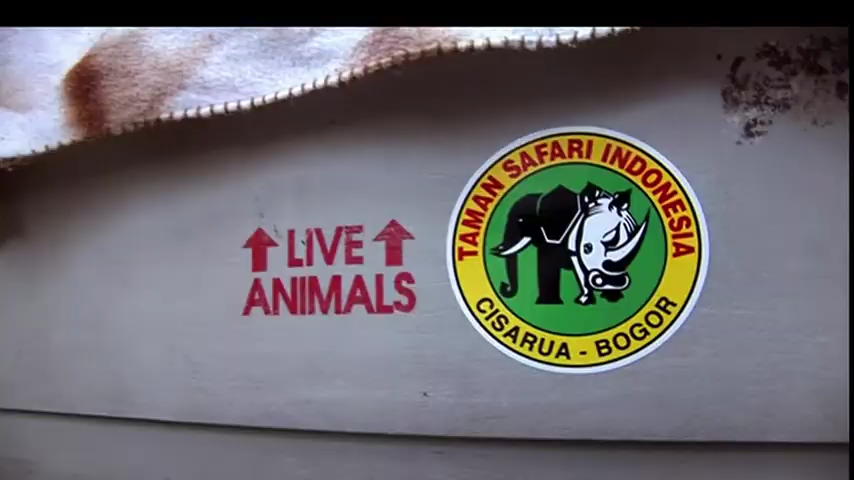 LIVE
ANIMALS
TAMAN SAFARI INDONESIA
CISARUA - BOGOR